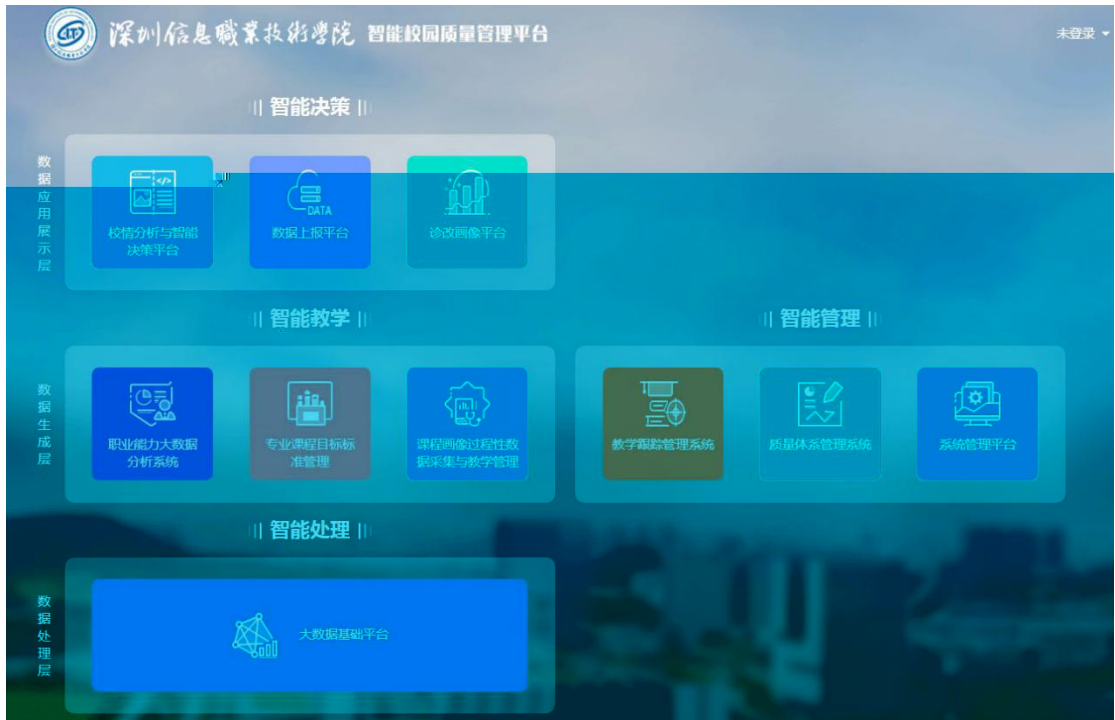 深圳信息職業技術學院 智能校园质量管理平台
未登录
智能决策
数据应用展示层
校情分析与智能
决策平台
DATA
数据上报平台
诊改画像平台
智能教学
智能管理
数据生成层
职业能力大数据
分析系统
专业课程目标标
准管理
课程画像过程性数
据采集与教学管理
教学跟踪管理系统
质量体系管理系统
系统管理平台
智能处理
数据处理层
大数据基础平台